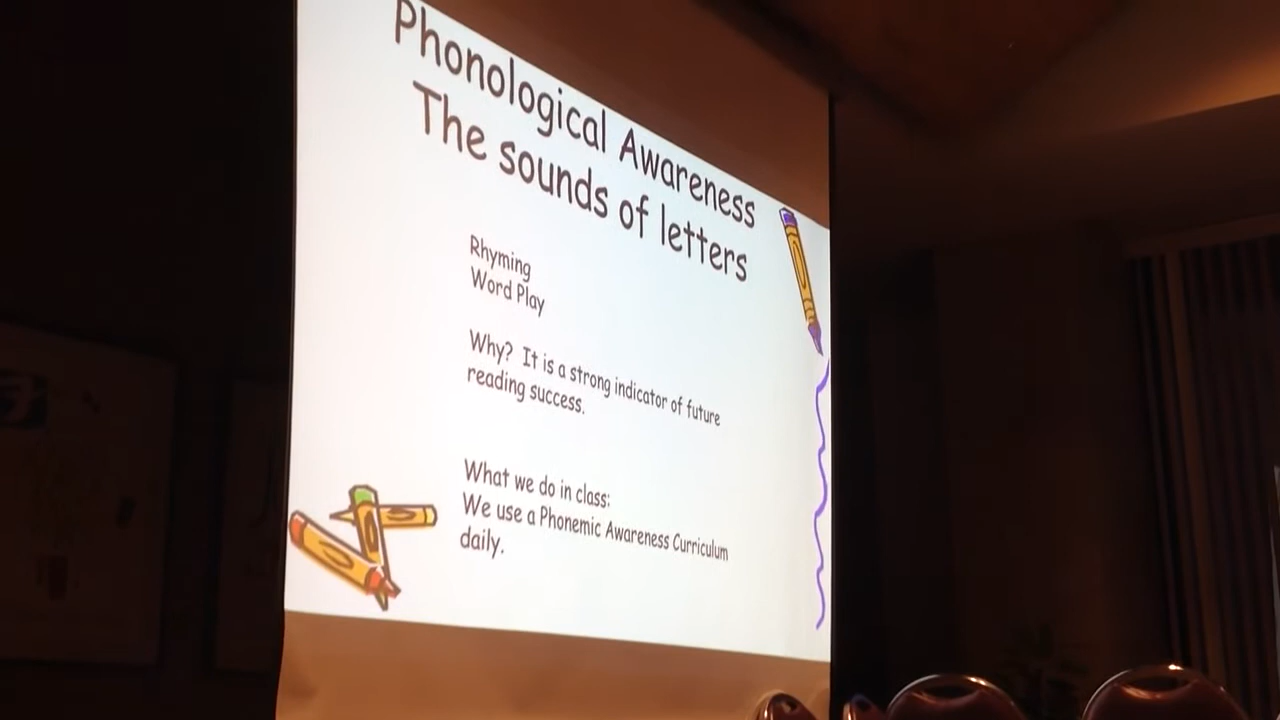 Phonological Awareness
The sounds of letters
Rhyming
Word Play
Why? It is a strong indicator of future
reading success.
What we do in class:
We use a Phonemic Awareness Curriculum
daily.